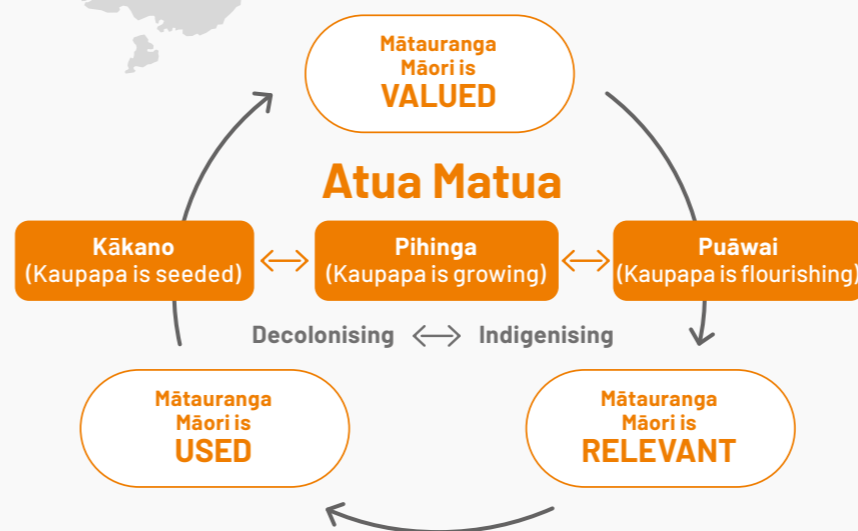 Mātauranga
Māori is
VALUED
Atua Matua
Kākano
(Kaupapa is seeded)
Pihinga
(Kaupapa is growing)
Puāwai
(Kaupapa is flourishing)
Decolonising
Indigenising
Mātauranga
Māori is
USED
Mātauranga
Māori is
RELEVANT